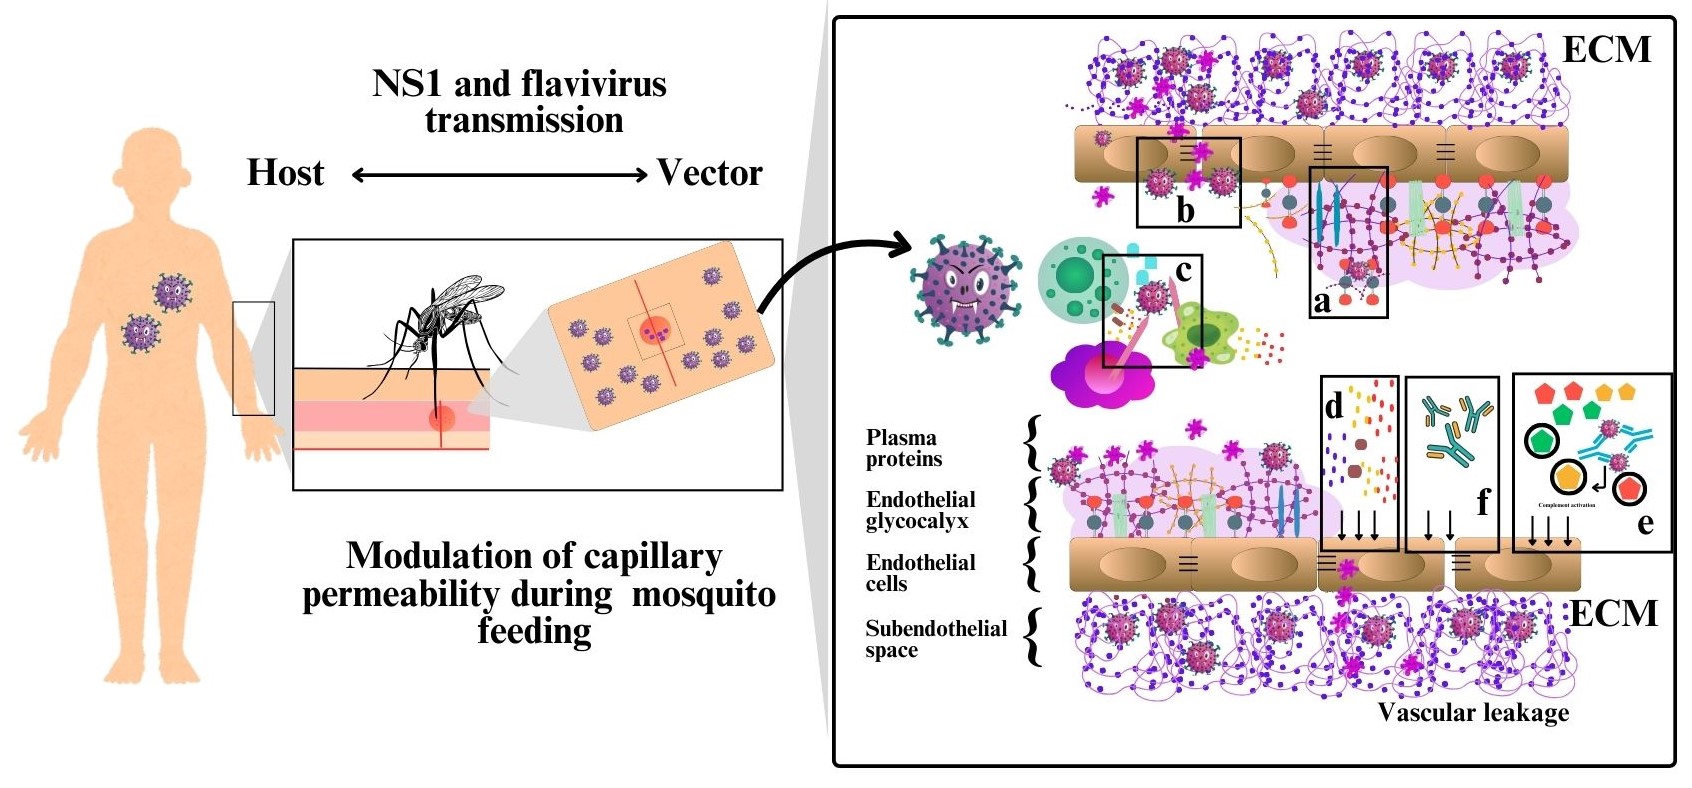 NS1 and flavivirus
transmission
Host
Vector
Modulation of capillary
permeability during mosquito
feeding
ECM
b
a
c
Plasma
proteins
Endothelial
glycocalyx
Endothelial
cells
Subendothelial
space
d
f
Complement activation
e
ECM
Vascular leakage